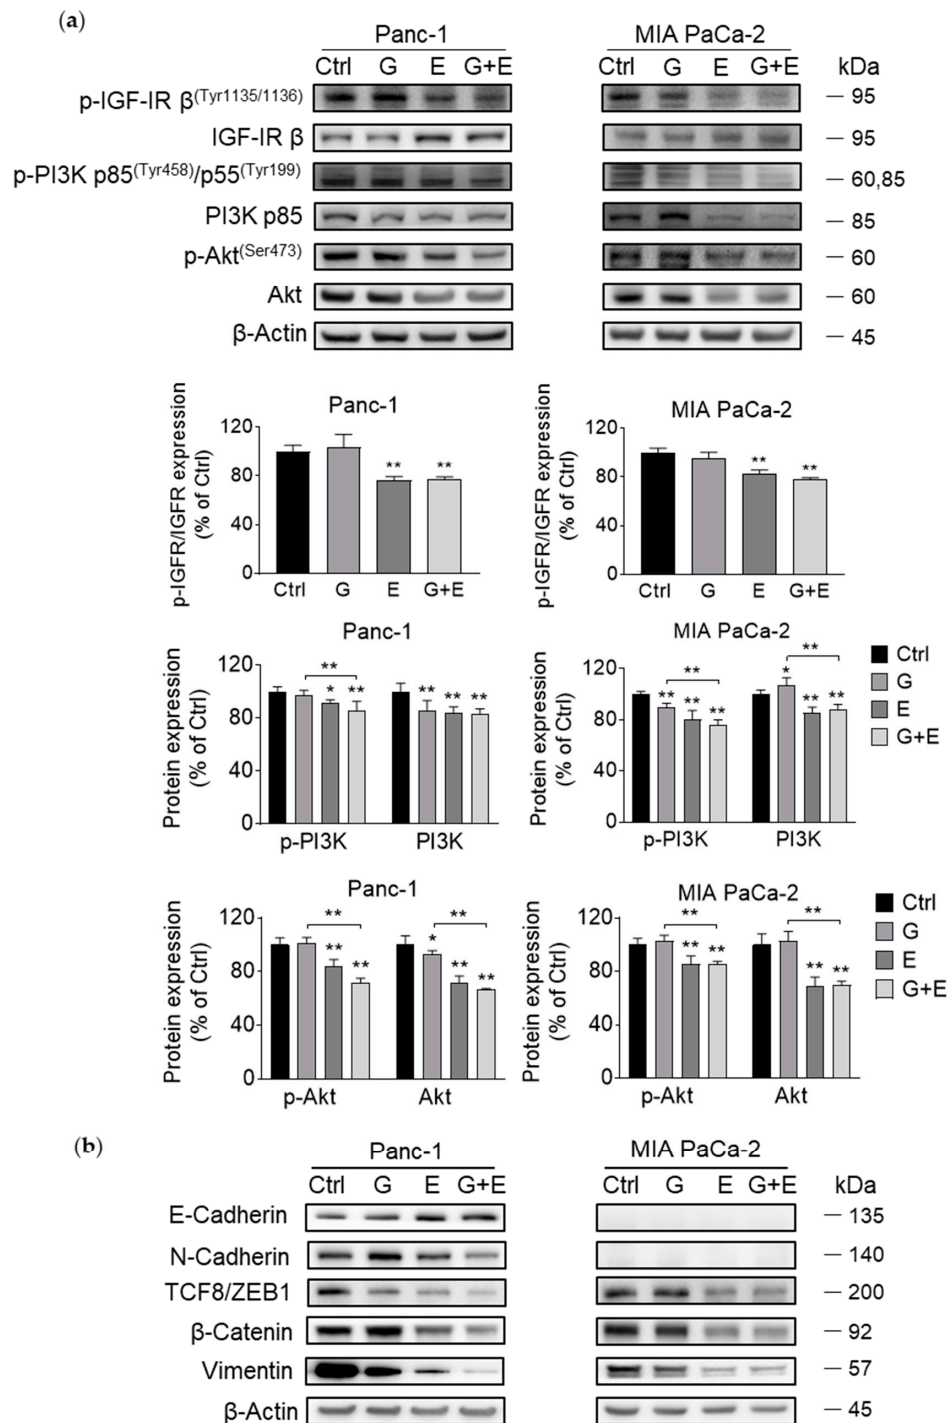 (a)
Panc-1 MIA PaCa-2
Ctrl G E G+E Ctrl G E G+E kDa
p-IGF-IR β(Tyr1135/1136) — 95
IGF-IR β — 95
p-PI3K p85(Tyr458)/p55(Tyr199) — 60,85
PI3K p85 — 85
p-Akt(Ser473) — 60
Akt — 60
β-Actin — 45
Panc-1
p-IGFR/IGFR expression
(% of Ctrl)
120
80
40
0
** **
Ctrl G E G+E
MIA PaCa-2
p-IGFR/IGFR expression
(% of Ctrl)
120
80
40
0
** **
Ctrl G E G+E
Panc-1
Protein expression
(% of Ctrl)
120
80
40
0
**
* ** ** ** **
p-PI3K PI3K
MIA PaCa-2
Protein expression
(% of Ctrl)
120
80
40
0
** **
** ** ** * ** **
p-PI3K PI3K
Ctrl
G
E
G+E
Panc-1
Protein expression
(% of Ctrl)
120
80
40
0
** **
** ** * ** **
p-Akt Akt
MIA PaCa-2
Protein expression
(% of Ctrl)
120
80
40
0
** **
** ** ** **
p-Akt Akt
Ctrl
G
E
G+E
(b)
Panc-1 MIA PaCa-2
Ctrl G E G+E Ctrl G E G+E kDa
E-Cadherin — 135
N-Cadherin — 140
TCF8/ZEB1 — 200
β-Catenin — 92
Vimentin — 57
β-Actin — 45